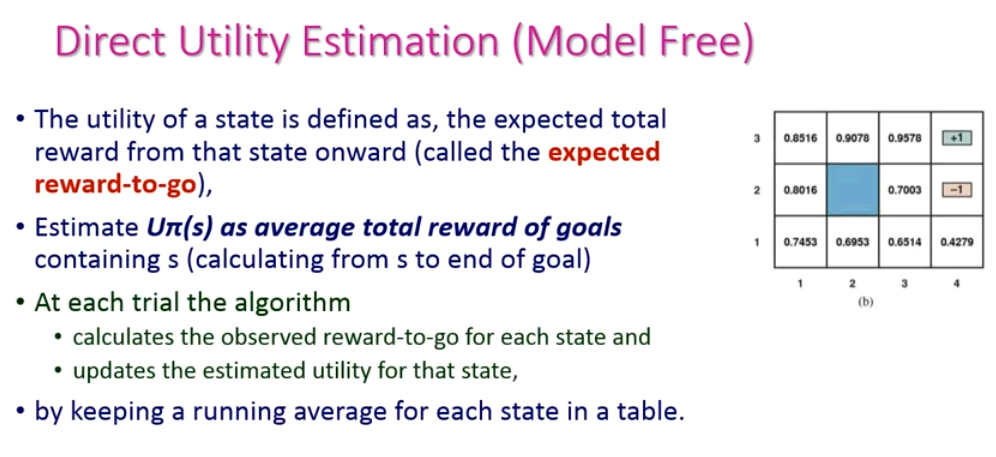 Direct Utility Estimation (Model Free)
• The utility of a state is defined as, the expected total
reward from that state onward (called the expected
reward-to-go),
• Estimate Uπ(s) as average total reward of goals
containing s (calculating from s to end of goal)
• At each trial the algorithm
• calculates the observed reward-to-go for each state and
• updates the estimated utility for that state,
• by keeping a running average for each state in a table.
3 0.8516 0.9078 0.9578 +1
2 0.8016 0.7003 –1
1 0.7453 0.6953 0.6514 0.4279
1 2 3 4
(b)